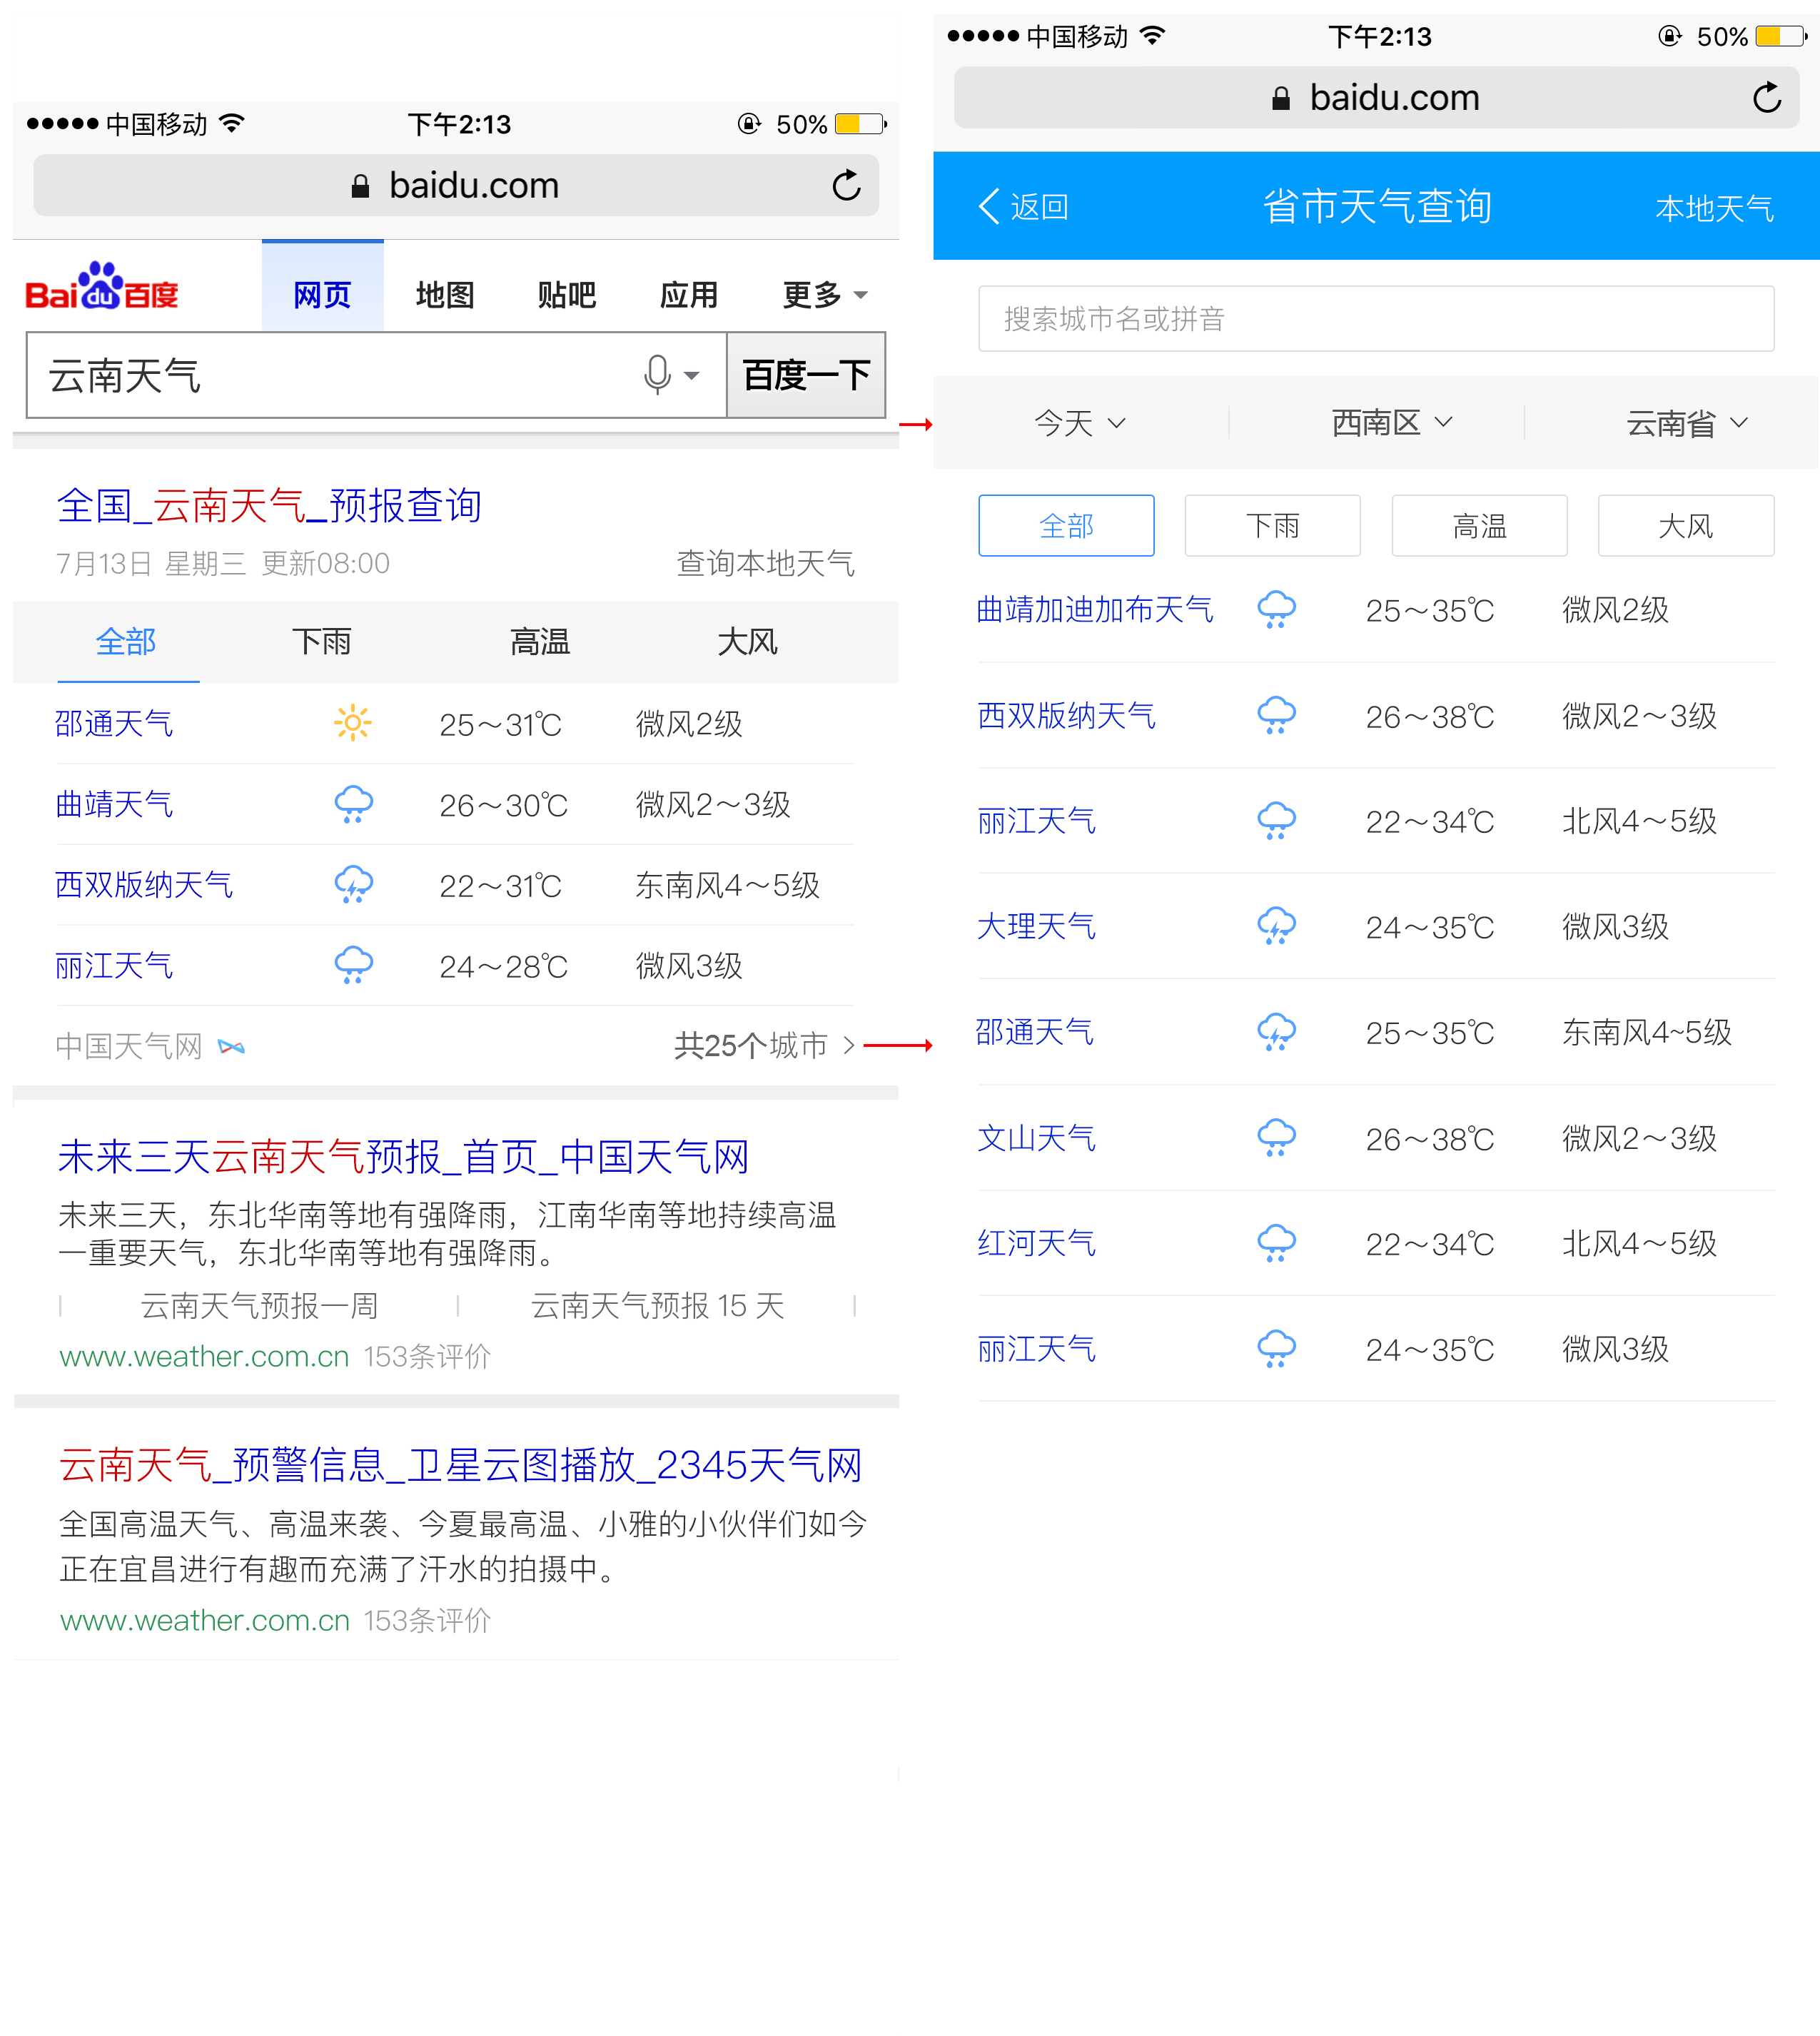 中国移动 下午2:13 50%
baidu.com
Bai du 百度 网页 地图 贴吧 应用 更多
云南天气 百度一下
全国_云南天气_预报查询
7月13日 星期三 更新08:00 查询本地天气
全部 下雨 高温 大风
邵通天气 25～31℃ 微风2级
曲靖天气 26～30℃ 微风2～3级
西双版纳天气 22～31℃ 东南风4～5级
丽江天气 24～28℃ 微风3级
中国天气网 共25个城市 >
未来三天云南天气预报_首页_中国天气网
未来三天，东北华南等地有强降雨，江南华南等地持续高温
一重要天气，东北华南等地有强降雨。
云南天气预报一周 云南天气预报 15 天
www.weather.com.cn 153条评价
云南天气_预警信息_卫星云图播放_2345天气网
全国高温天气、高温来袭、今夏最高温、小雅的小伙伴们如今
正在宜昌进行有趣而充满了汗水的拍摄中。
www.weather.com.cn 153条评价
中国移动 下午2:13 50%
baidu.com
返回 省市天气查询 本地天气
搜索城市名或拼音
今天 西南区 云南省
全部 下雨 高温 大风
曲靖加迪加布天气 25～35℃ 微风2级
西双版纳天气 26～38℃ 微风2～3级
丽江天气 22～34℃ 北风4～5级
大理天气 24～35℃ 微风3级
邵通天气 25～35℃ 东南风4~5级
文山天气 26～38℃ 微风2～3级
红河天气 22～34℃ 北风4～5级
丽江天气 24～35℃ 微风3级